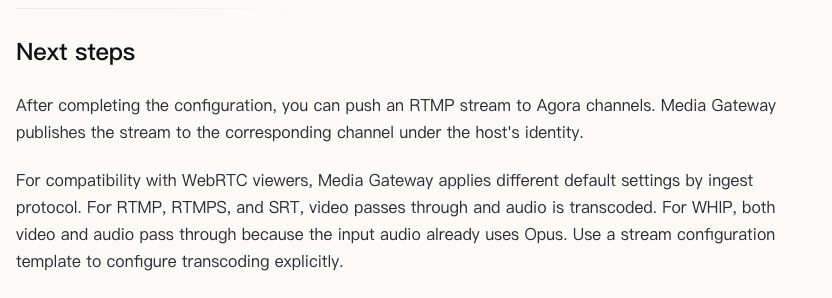 Next steps
After completing the configuration, you can push an RTMP stream to Agora channels. Media Gateway
publishes the stream to the corresponding channel under the host's identity.
For compatibility with WebRTC viewers, Media Gateway applies different default settings by ingest
protocol. For RTMP, RTMPS, and SRT, video passes through and audio is transcoded. For WHIP, both
video and audio pass through because the input audio already uses Opus. Use a stream configuration
template to configure transcoding explicitly.